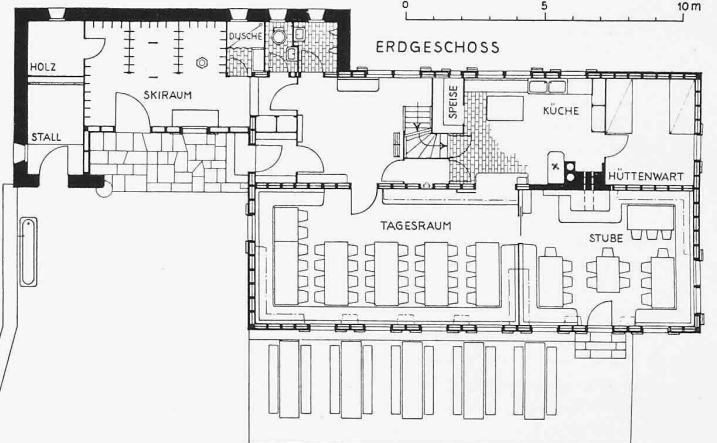 0 5 10 m
ERDGESCHOSS
DUSCHE
HOLZ
SKIRAUM
SPEISE
KÜCHE
STALL
HÜTTENWART
TAGESRAUM
STUBE